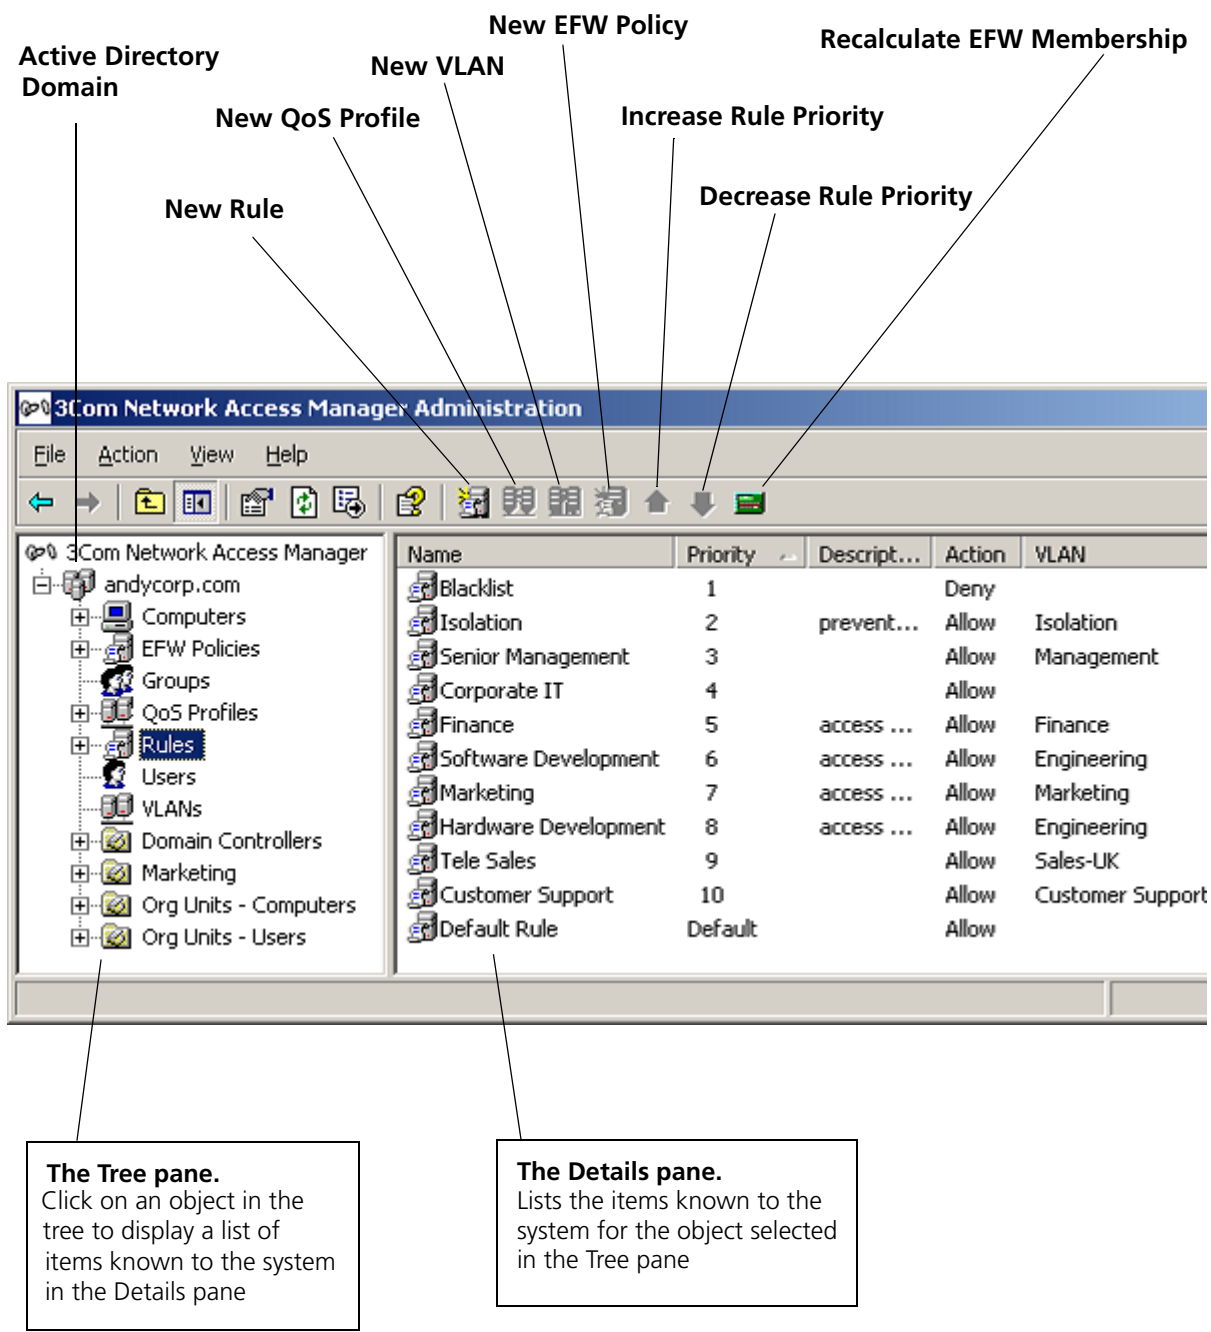 New EFW Policy
Recalculate EFW Membership
Active Directory
Domain
New VLAN
New QoS Profile
Increase Rule Priority
New Rule
Decrease Rule Priority
3Com Network Access Manager Administration
File Action View Help
3Com Network Access Manager
andycorp.com
Computers
EFW Policies
Groups
QoS Profiles
Rules
Users
VLANs
Domain Controllers
Marketing
Org Units - Computers
Org Units - Users
Name Priority Descript... Action VLAN
Blacklist 1 Deny
Isolation 2 prevent... Allow Isolation
Senior Management 3 Allow Management
Corporate IT 4 Allow
Finance 5 access ... Allow Finance
Software Development 6 access ... Allow Engineering
Marketing 7 access ... Allow Marketing
Hardware Development 8 access ... Allow Engineering
Tele Sales 9 Allow Sales-UK
Customer Support 10 Allow Customer Support
Default Rule Default Allow
The Tree pane.
Click on an object in the
tree to display a list of
items known to the system
in the Details pane
The Details pane.
Lists the items known to the
system for the object selected
in the Tree pane